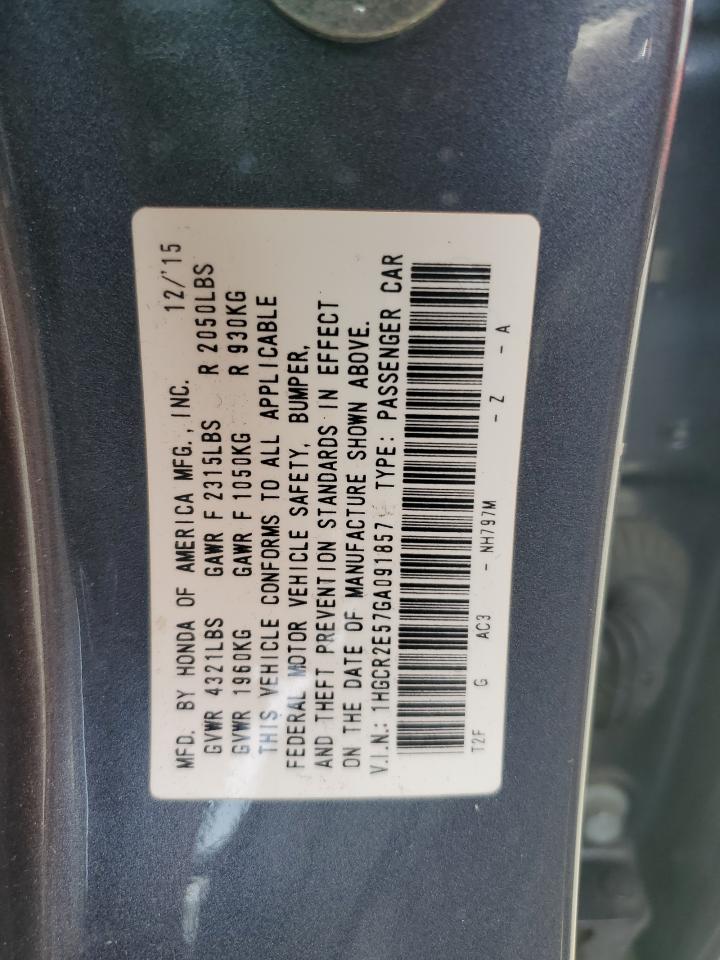 MFD. BY HONDA OF AMERICA MFG., INC. 12/'15
GVWR 4321LBS GAWR F 2315LBS R 2050LBS
GVWR 1960KG GAWR F 1050KG R 930KG
THIS VEHICLE CONFORMS TO ALL APPLICABLE
FEDERAL MOTOR VEHICLE SAFETY, BUMPER,
AND THEFT PREVENTION STANDARDS IN EFFECT
ON THE DATE OF MANUFACTURE SHOWN ABOVE.
V.I.N.: 1HGCR2E57GA091857 TYPE: PASSENGER CAR
T2F G AC3 - NH797M - Z - A